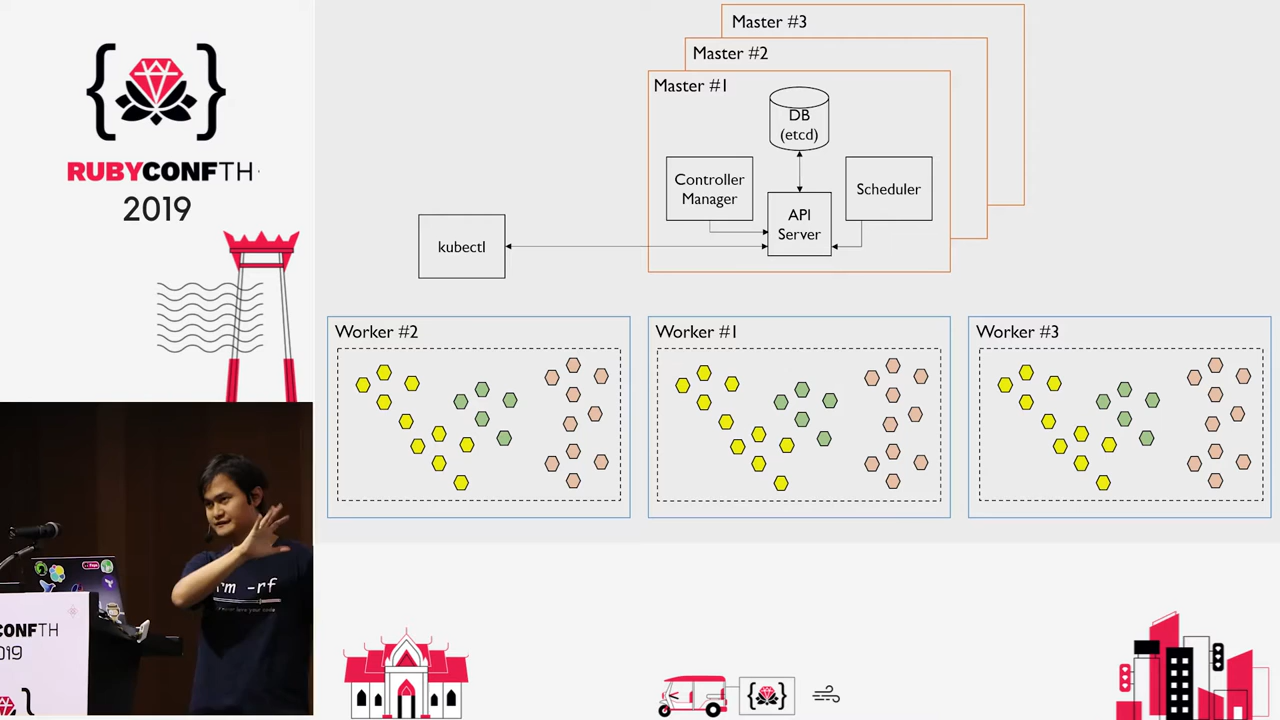 RUBYCONFTH
2019
Master #3
Master #2
Master #1
DB
(etcd)
Controller
Manager
Scheduler
API
Server
kubectl
Worker #2
Worker #1
Worker #3
rm -rf
CONFTH
019